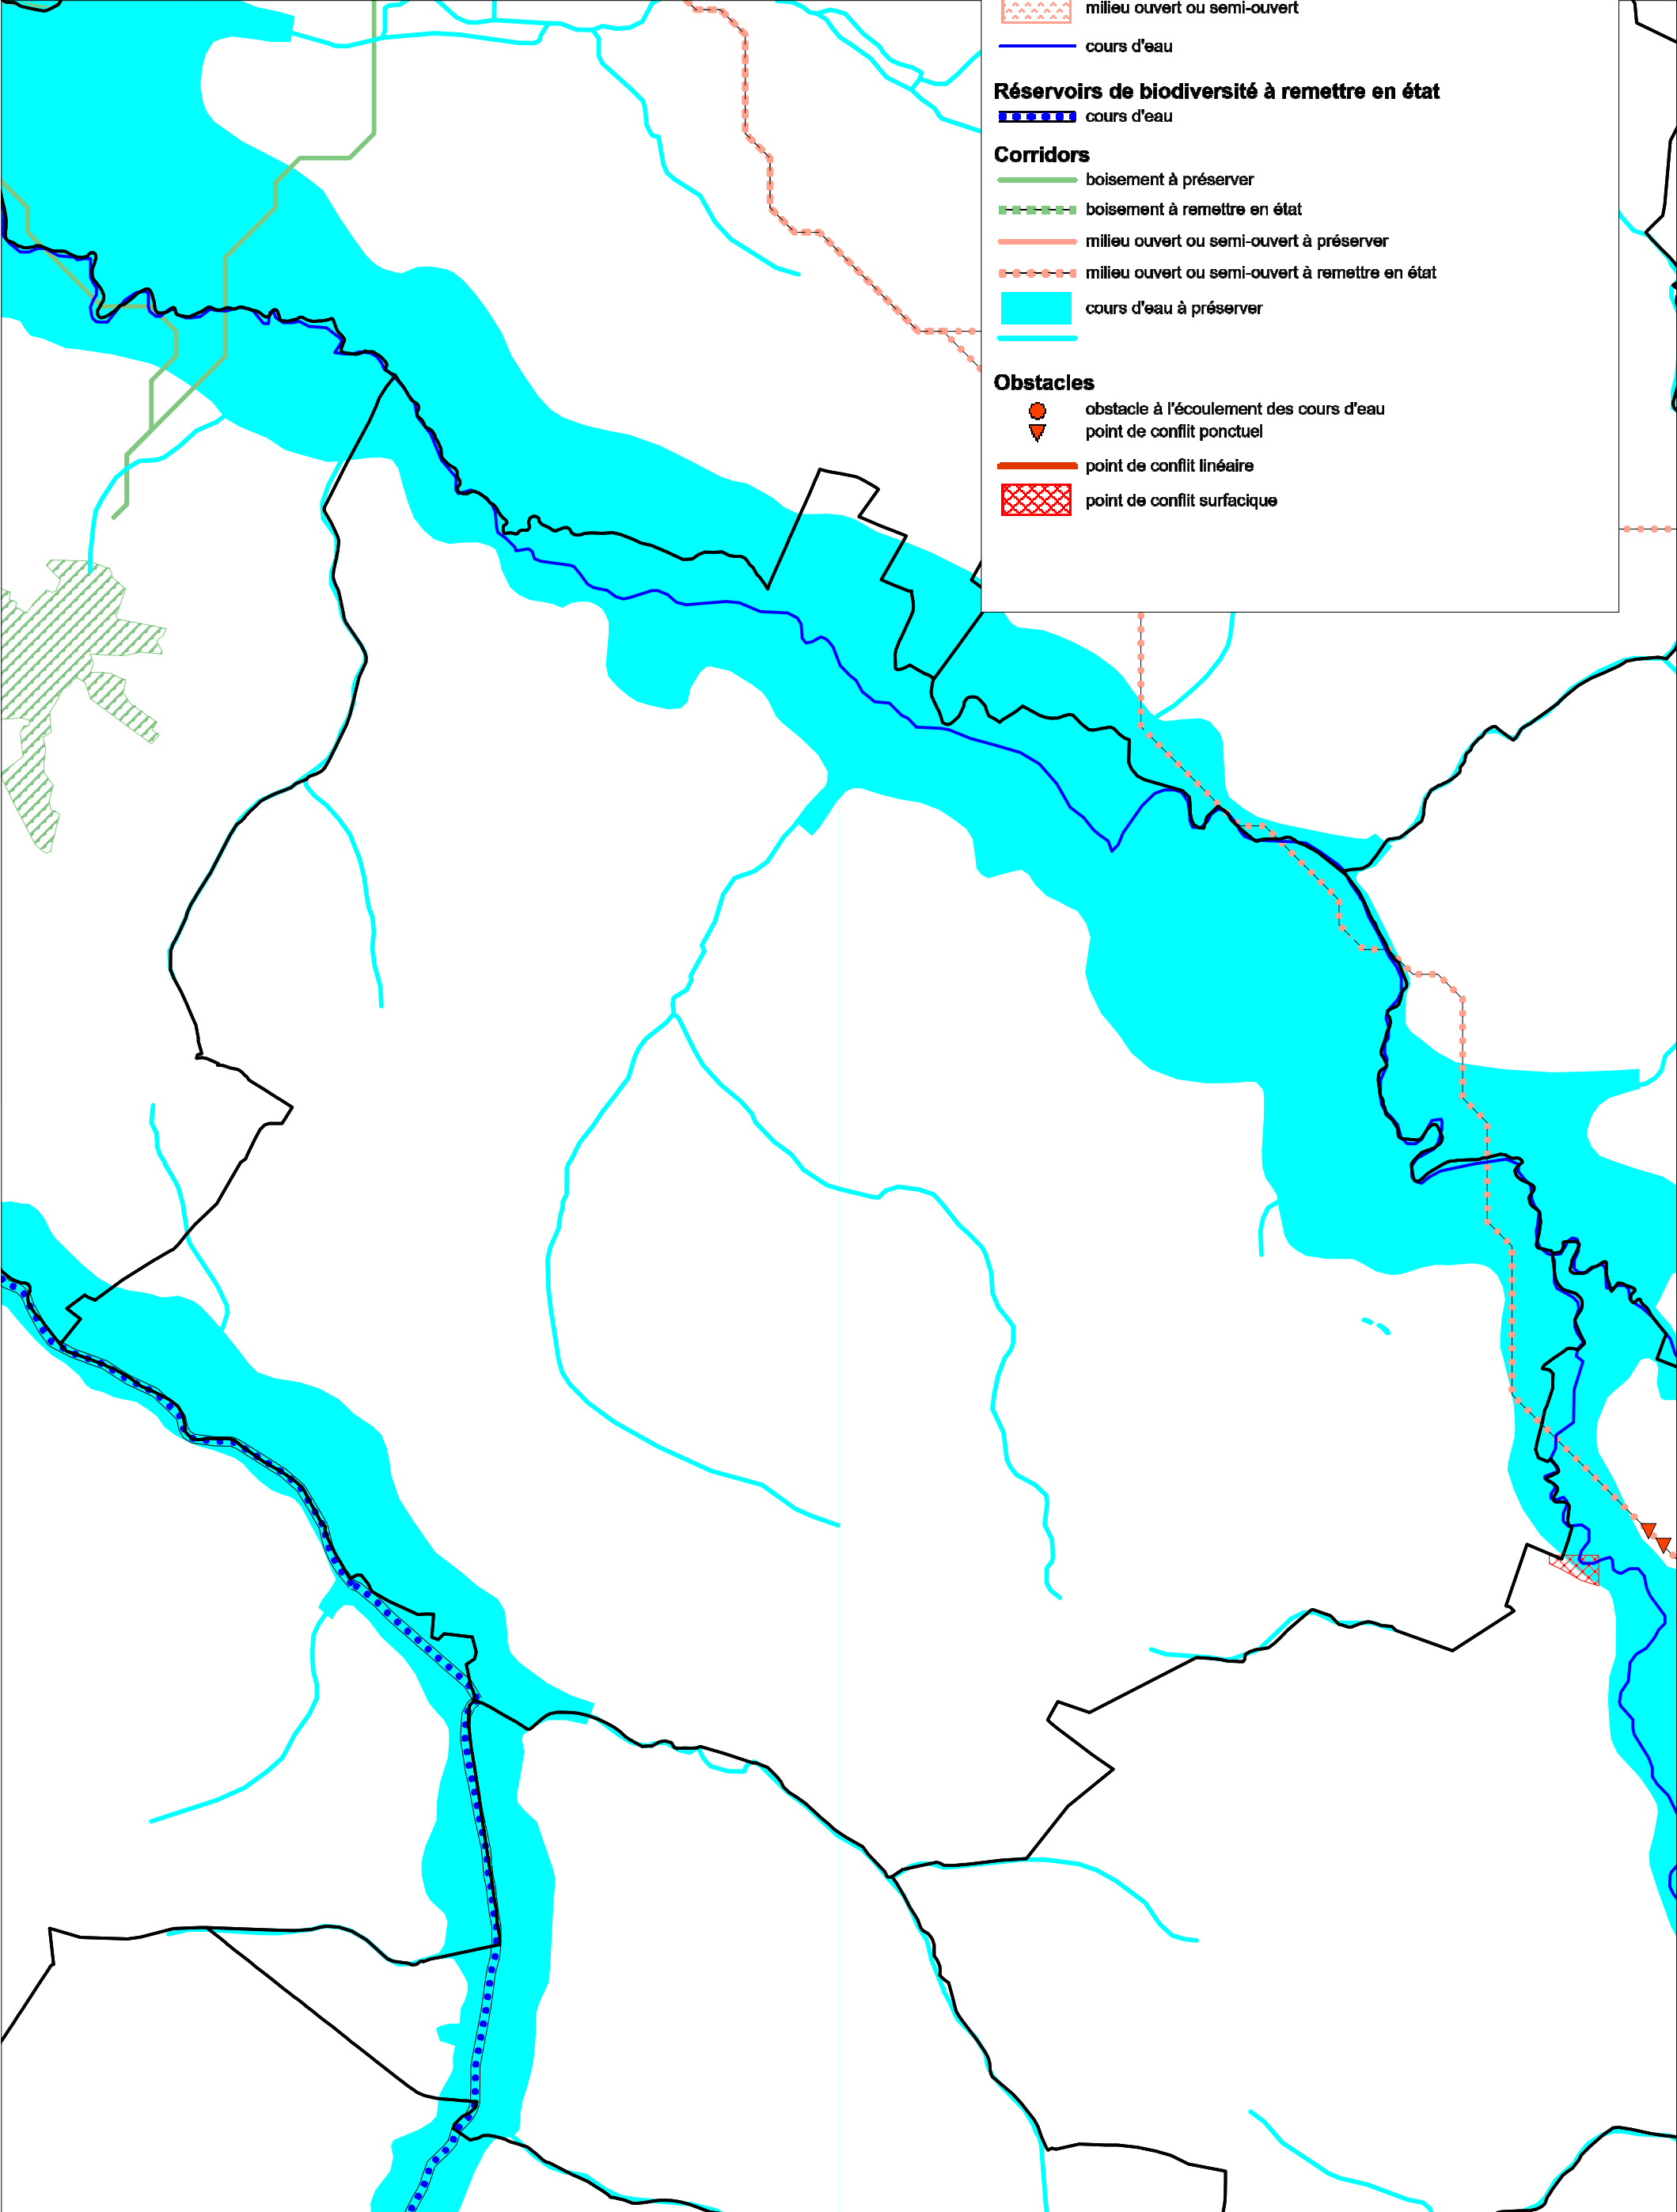 milieu ouvert ou semi-ouvert
cours d'eau
Réservoirs de biodiversité à remettre en état
cours d'eau
Corridors
boisement à préserver
boisement à remettre en état
milieu ouvert ou semi-ouvert à préserver
milieu ouvert ou semi-ouvert à remettre en état
cours d'eau à préserver
Obstacles
obstacle à l'écoulement des cours d'eau
point de conflit ponctuel
point de conflit linéaire
point de conflit surfacique